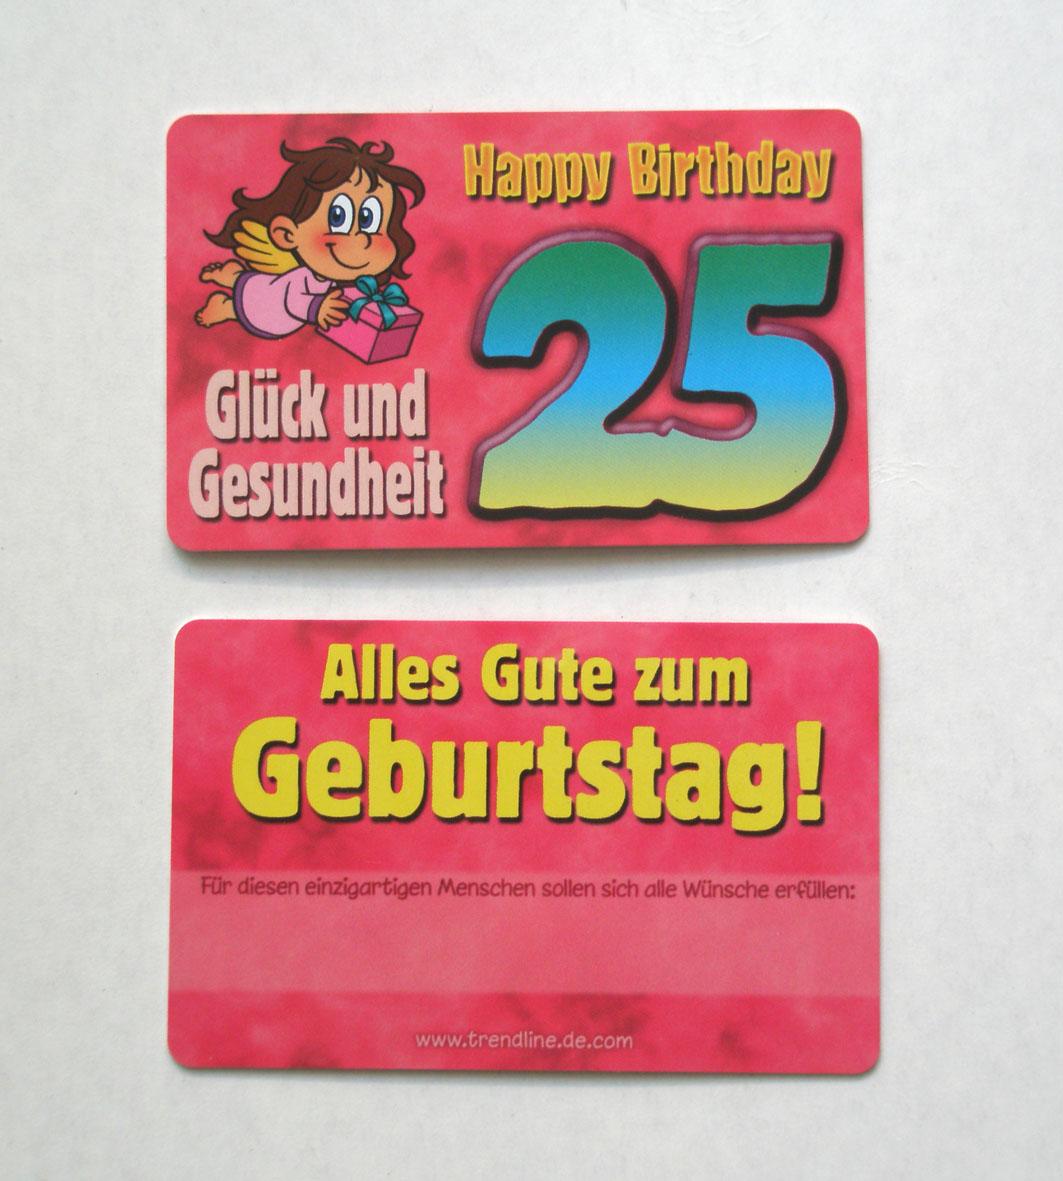 Happy Birthday
25
Glück und
Gesundheit
Alles Gute zum
Geburtstag!
Für diesen einzigartigen Menschen sollen sich alle Wünsche erfüllen:
www.trendline.de.com